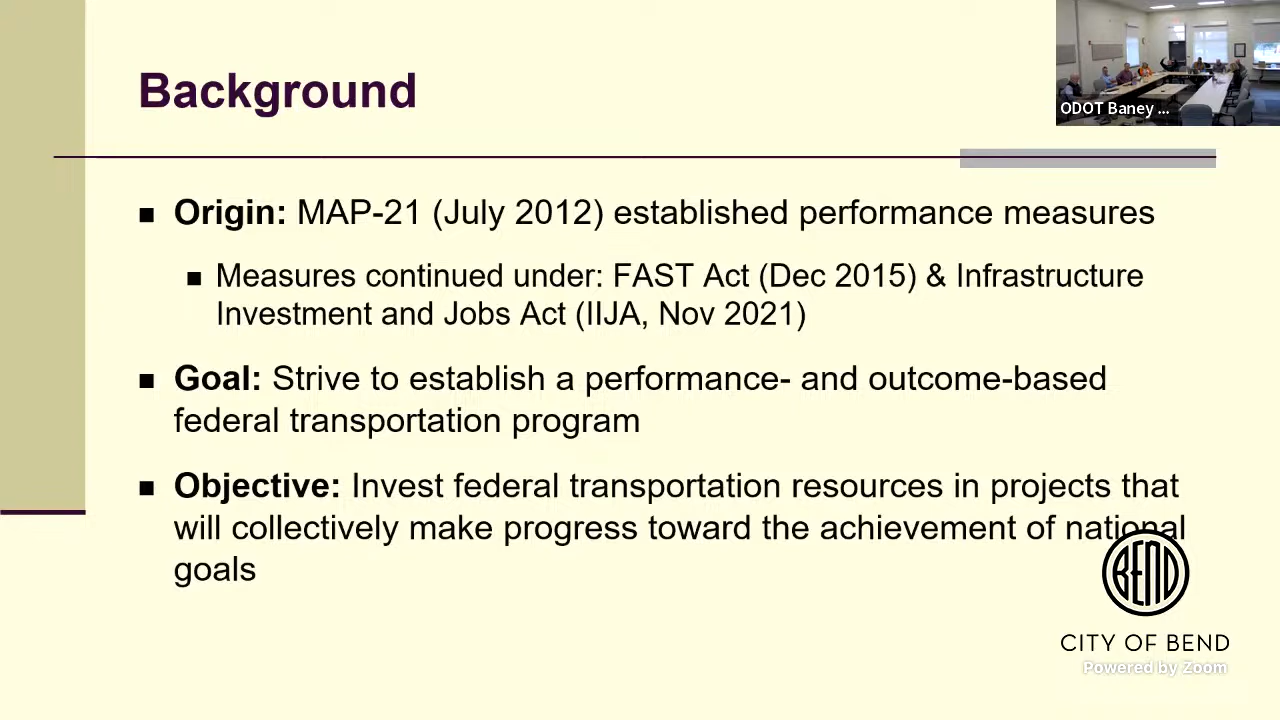 Background
ODOT Baney ...
Origin: MAP-21 (July 2012) established performance measures
Measures continued under: FAST Act (Dec 2015) & Infrastructure
Investment and Jobs Act (IIJA, Nov 2021)
Goal: Strive to establish a performance- and outcome-based
federal transportation program
Objective: Invest federal transportation resources in projects that
will collectively make progress toward the achievement of national
goals
BEND
CITY OF BEND
Powered by Zoom